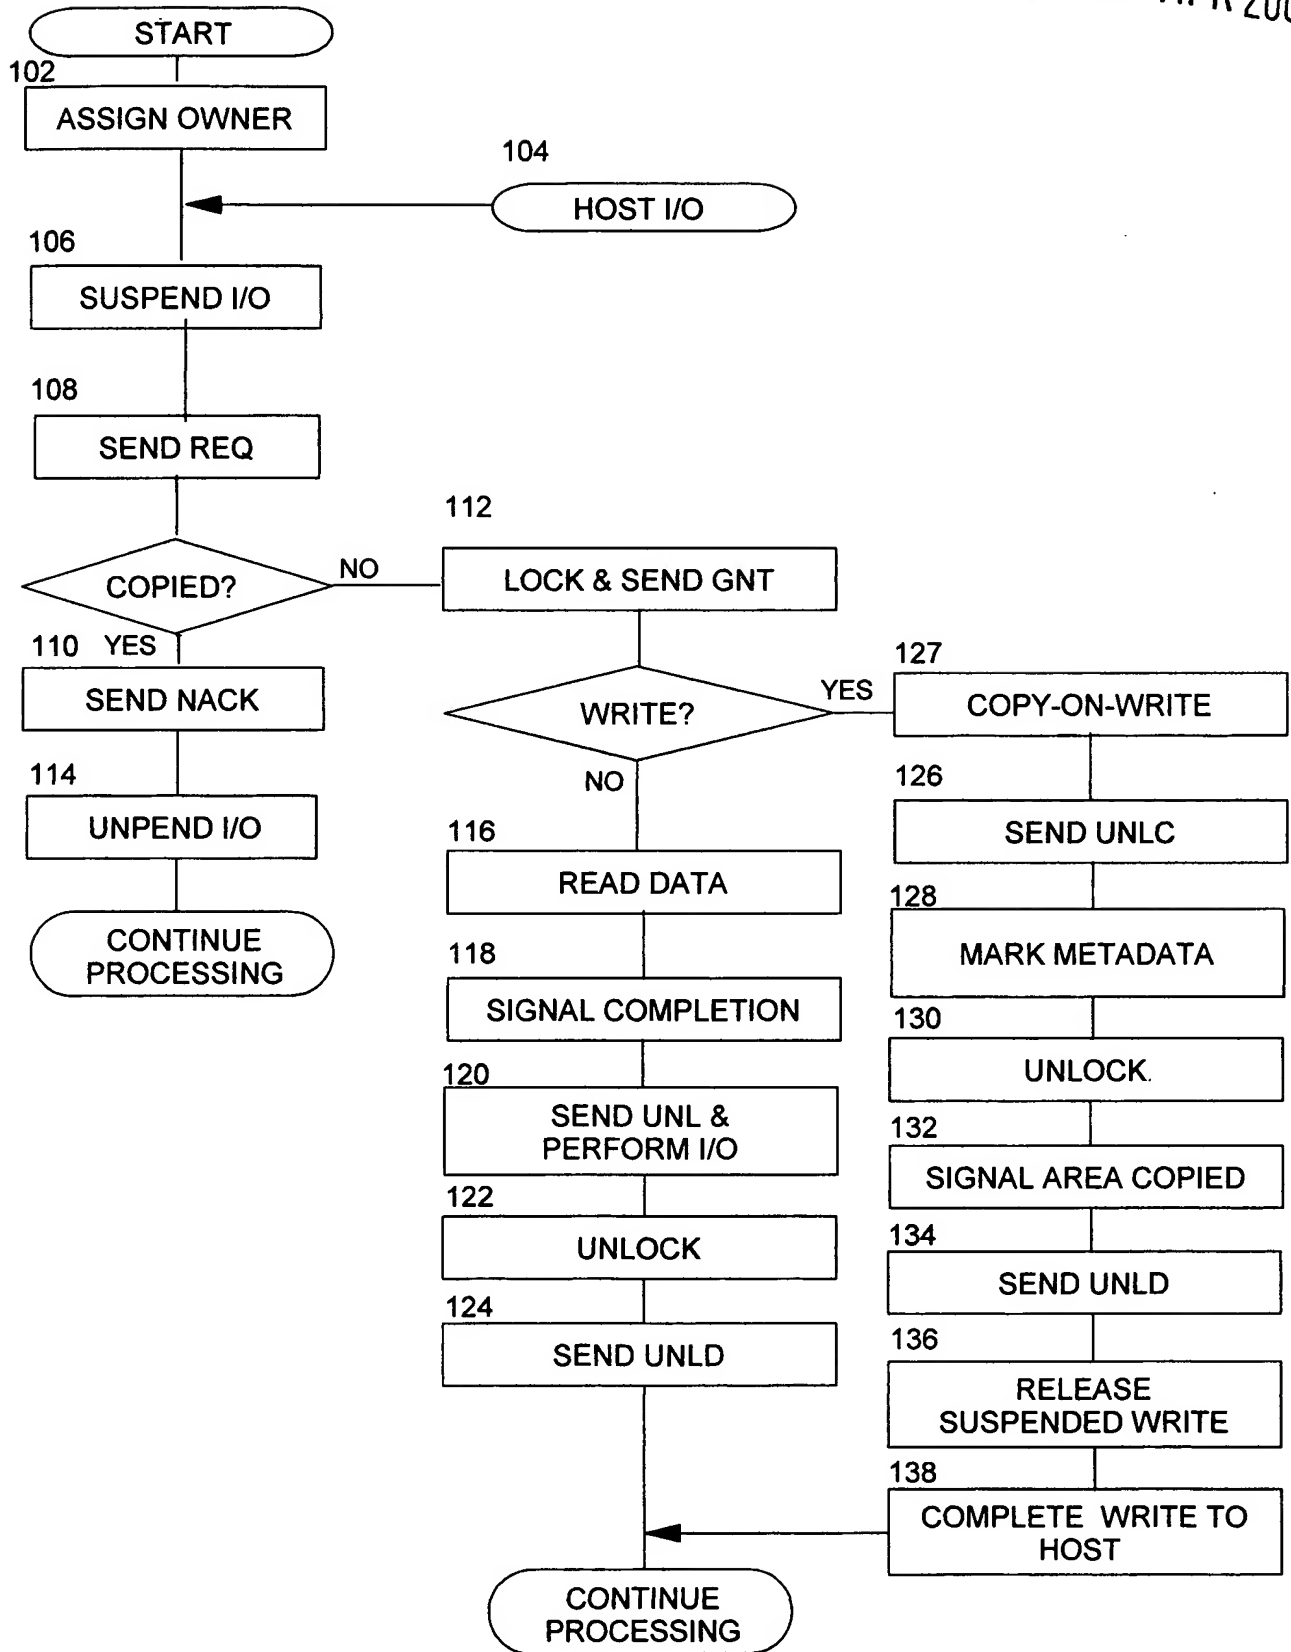 START
102
ASSIGN OWNER
104
HOST I/O
106
SUSPEND I/O
108
SEND REQ
COPIED?
NO
112
LOCK & SEND GNT
110 YES
SEND NACK
114
UNPEND I/O
CONTINUE
PROCESSING
WRITE?
YES
NO
116
READ DATA
118
SIGNAL COMPLETION
120
SEND UNL &
PERFORM I/O
122
UNLOCK
124
SEND UNLD
127
COPY-ON-WRITE
126
SEND UNLC
128
MARK METADATA
130
UNLOCK
132
SIGNAL AREA COPIED
134
SEND UNLD
136
RELEASE
SUSPENDED WRITE
138
COMPLETE WRITE TO
HOST
CONTINUE
PROCESSING